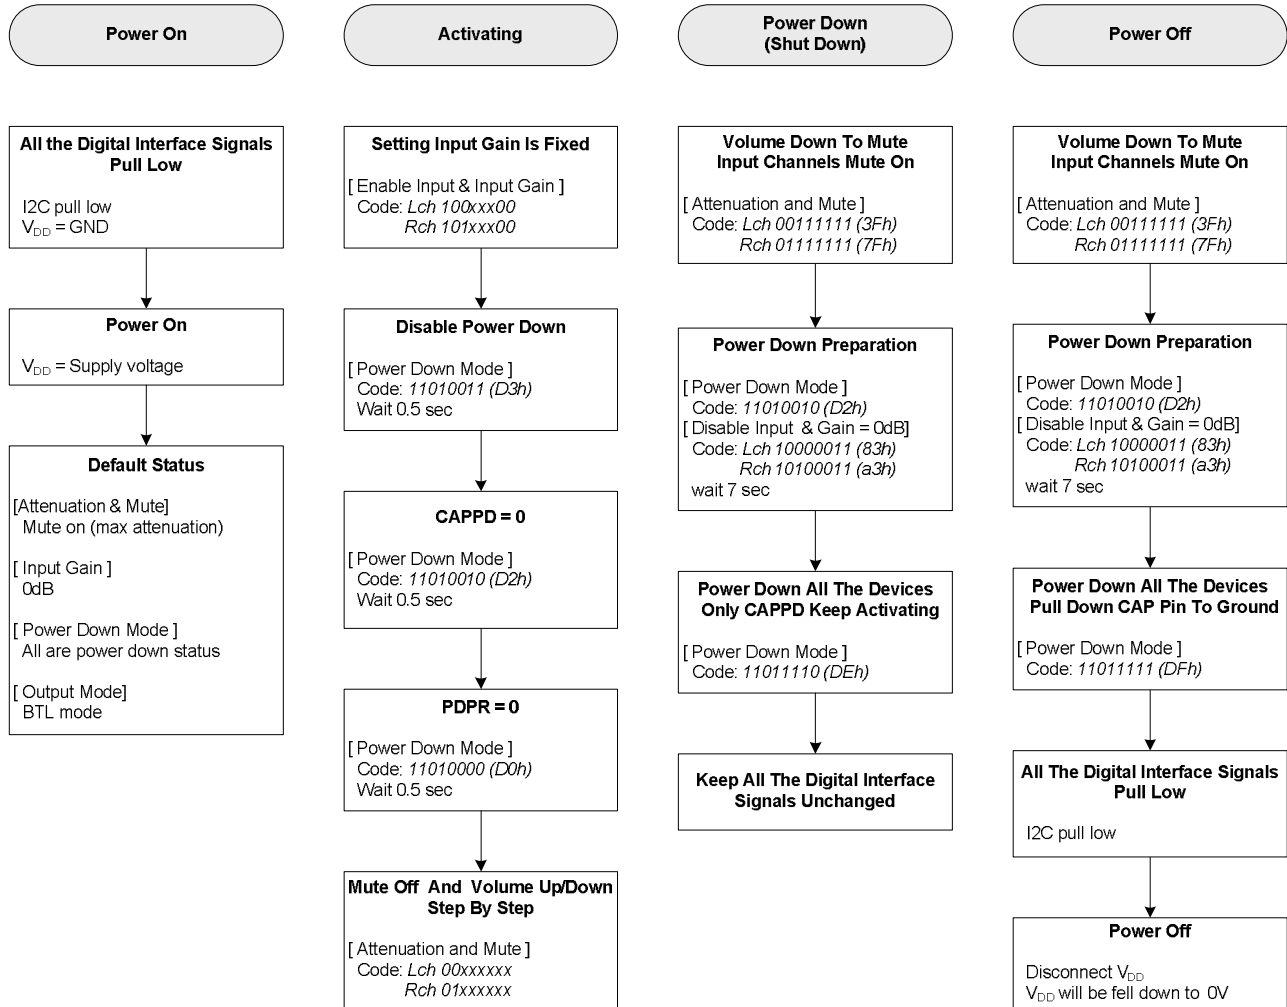 Power On
All the Digital Interface Signals
Pull Low
I2C pull low
VDD = GND
Power On
VDD = Supply voltage
Default Status
[Attenuation & Mute]
Mute on (max attenuation)
[ Input Gain ]
0dB
[ Power Down Mode ]
All are power down status
[ Output Mode]
BTL mode
Activating
Setting Input Gain Is Fixed
[ Enable Input & Input Gain ]
Code: Lch 100xxx00
Rch 101xxx00
Disable Power Down
[ Power Down Mode ]
Code: 11010011 (D3h)
Wait 0.5 sec
CAPPD = 0
[ Power Down Mode ]
Code: 11010010 (D2h)
Wait 0.5 sec
PDPR = 0
[ Power Down Mode ]
Code: 11010000 (D0h)
Wait 0.5 sec
Mute Off And Volume Up/Down
Step By Step
[ Attenuation and Mute ]
Code: Lch 00xxxxxx
Rch 01xxxxxx
Power Down
(Shut Down)
Volume Down To Mute
Input Channels Mute On
[ Attenuation and Mute ]
Code: Lch 00111111 (3Fh)
Rch 01111111 (7Fh)
Power Down Preparation
[ Power Down Mode ]
Code: 11010010 (D2h)
[ Disable Input & Gain = 0dB]
Code: Lch 10000011 (83h)
Rch 10100011 (a3h)
wait 7 sec
Power Down All The Devices
Only CAPPD Keep Activating
[ Power Down Mode ]
Code: 11011110 (DEh)
Keep All The Digital Interface
Signals Unchanged
Power Off
Volume Down To Mute
Input Channels Mute On
[ Attenuation and Mute ]
Code: Lch 00111111 (3Fh)
Rch 01111111 (7Fh)
Power Down Preparation
[ Power Down Mode ]
Code: 11010010 (D2h)
[ Disable Input & Gain = 0dB]
Code: Lch 10000011 (83h)
Rch 10100011 (a3h)
wait 7 sec
Power Down All The Devices
Pull Down CAP Pin To Ground
[ Power Down Mode ]
Code: 11011111 (DFh)
All The Digital Interface Signals
Pull Low
I2C pull low
Power Off
Disconnect VDD
VDD will be fell down to 0V